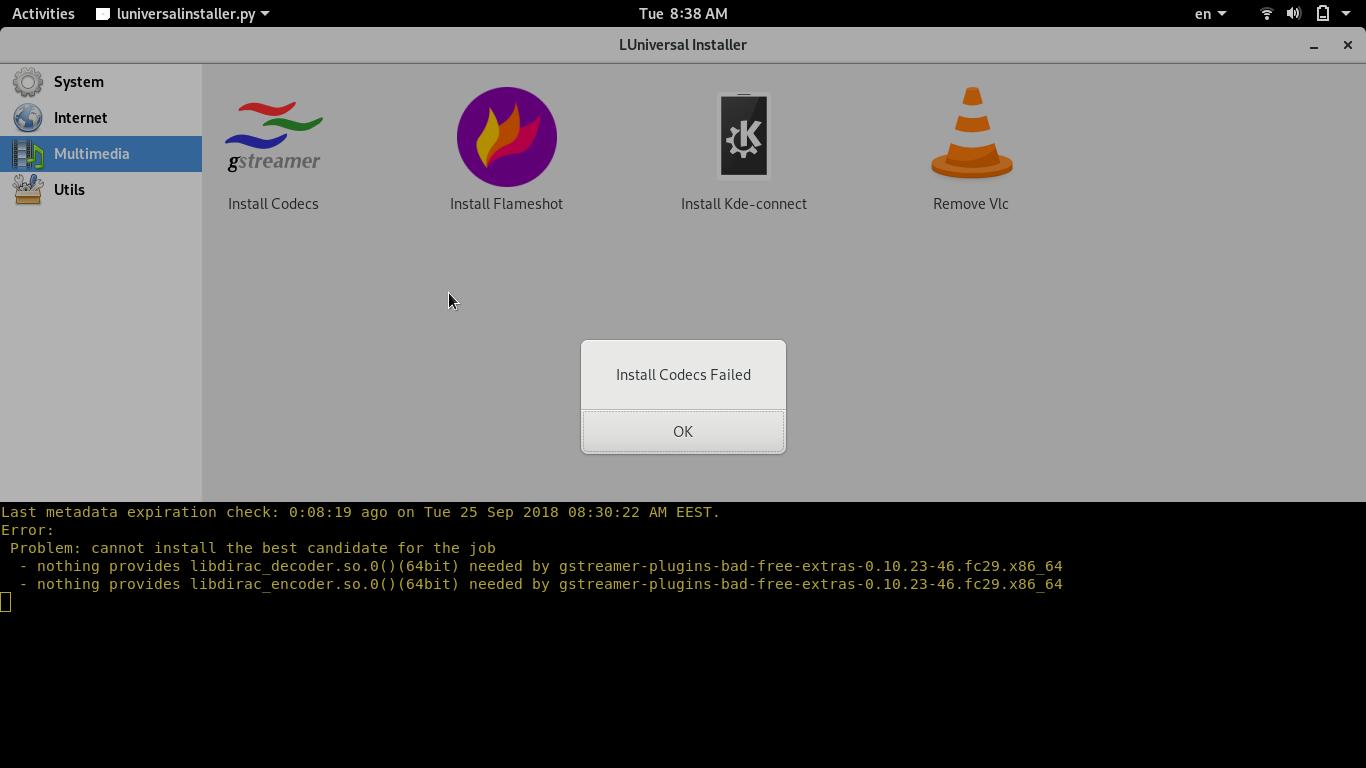 Activities
luniversalinstaller.py
Tue 8:38 AM
en
LUniversal Installer
System
Internet
Multimedia
Utils
gstreamer
Install Codecs
Install Flameshot
Install Kde-connect
Remove Vlc
Install Codecs Failed
OK
Last metadata expiration check: 0:08:19 ago on Tue 25 Sep 2018 08:30:22 AM EEST.
Error:
Problem: cannot install the best candidate for the job
- nothing provides libdirac_decoder.so.0()(64bit) needed by gstreamer-plugins-bad-free-extras-0.10.23-46.fc29.x86_64
- nothing provides libdirac_encoder.so.0()(64bit) needed by gstreamer-plugins-bad-free-extras-0.10.23-46.fc29.x86_64